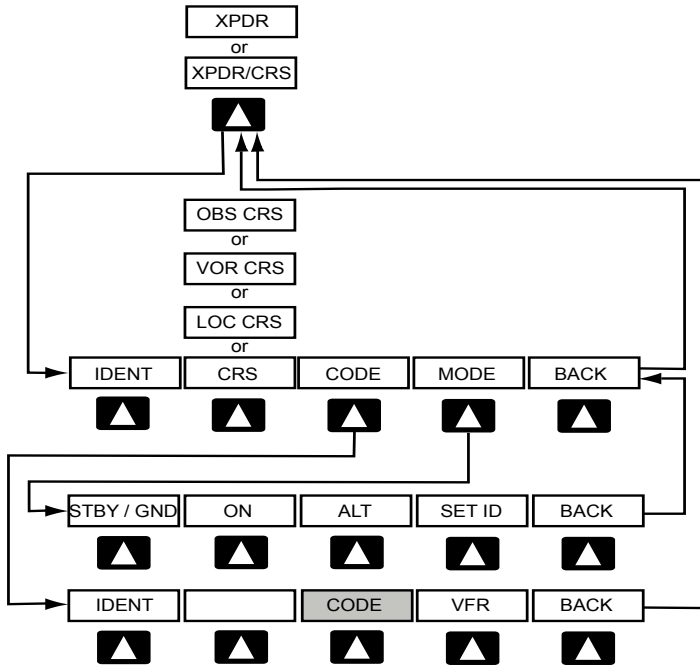 XPDR
or
XPDR/CRS
OBS CRS
or
VOR CRS
or
LOC CRS
or
IDENT CRS CODE MODE BACK
STBY / GND ON ALT SET ID BACK
IDENT CODE VFR BACK